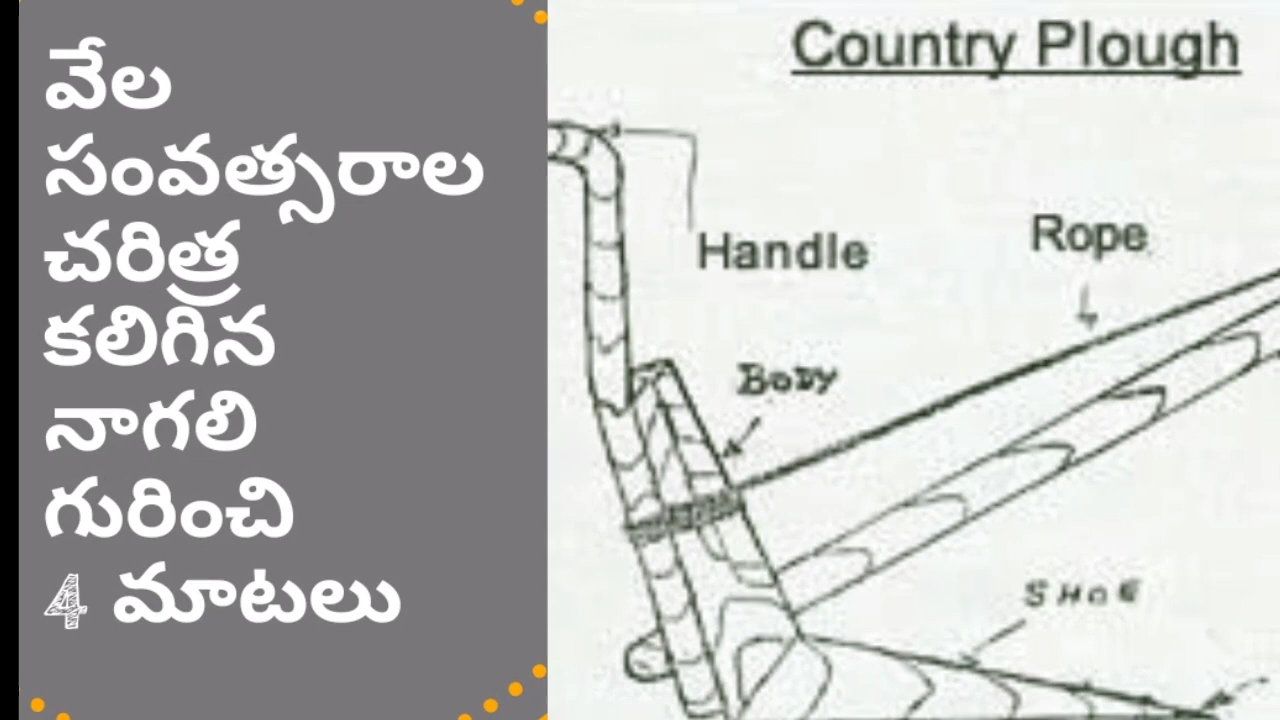 వేల
సంవత్సరాల
చరిత్ర
కలిగిన
నాగలి
గురించి
4 మాటలు
Country Plough
Handle
Rope
BODY
SHOE